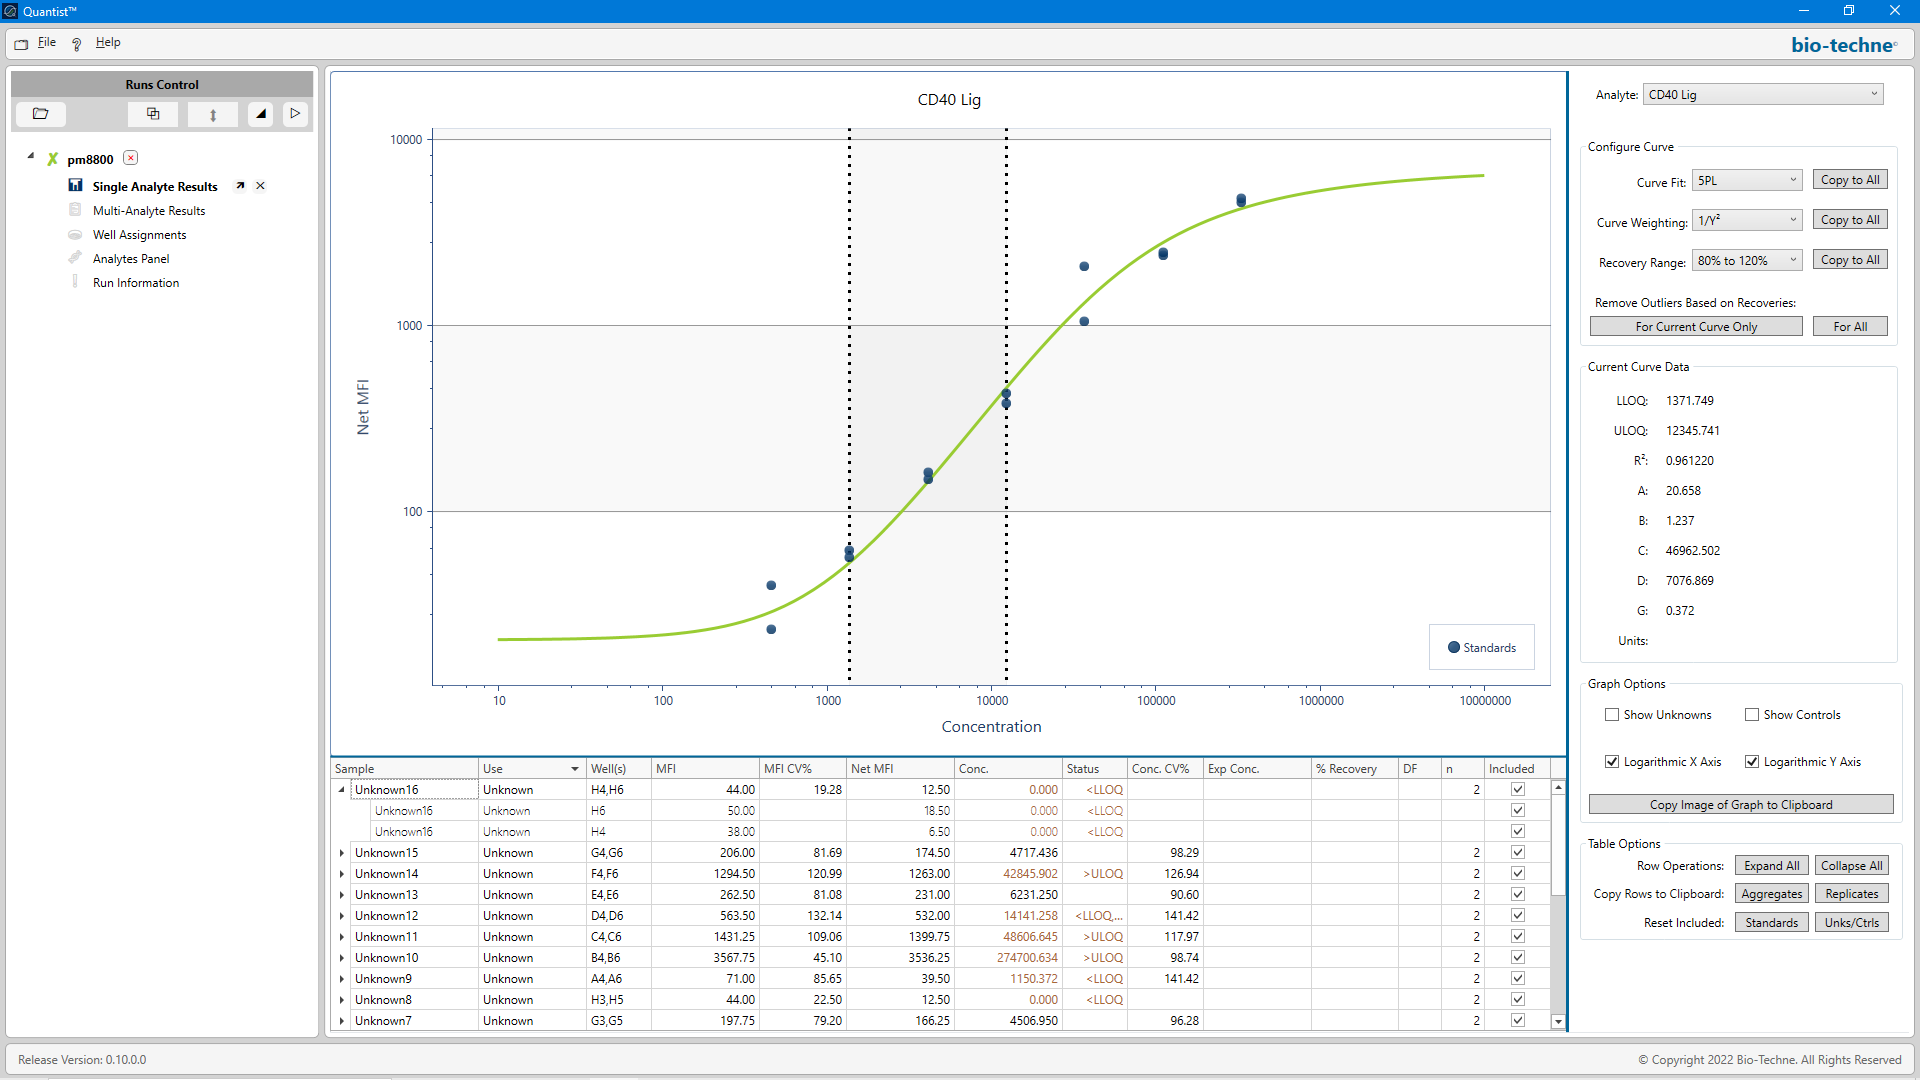 Quantist™
File
Help
bio-techne
Runs Control
pm8800
Single Analyte Results
Multi-Analyte Results
Well Assignments
Analytes Panel
Run Information
CD40 Lig
10000
1000
100
Net MFI
10 100 1000 10000 100000 1000000 10000000
Concentration
Standards
Analyte: CD40 Lig
Configure Curve
Curve Fit: 5PL Copy to All
Curve Weighting: 1/Y² Copy to All
Recovery Range: 80% to 120% Copy to All
Remove Outliers Based on Recoveries:
For Current Curve Only For All
Current Curve Data
LLOQ: 1371.749
ULOQ: 12345.741
R²: 0.961220
A: 20.658
B: 1.237
C: 46962.502
D: 7076.869
G: 0.372
Units:
Graph Options
Show Unknowns Show Controls
Logarithmic X Axis Logarithmic Y Axis
Copy Image of Graph to Clipboard
Table Options
Row Operations: Expand All Collapse All
Copy Rows to Clipboard: Aggregates Replicates
Reset Included: Standards Unks/Ctrls
Sample Use Well(s) MFI MFI CV% Net MFI Conc. Status Conc. CV% Exp Conc. % Recovery DF n Included
Unknown16 Unknown H4,H6 44.00 19.28 12.50 0.000 <LLOQ 2
Unknown16 Unknown H6 50.00 18.50 0.000 <LLOQ
Unknown16 Unknown H4 38.00 6.50 0.000 <LLOQ
Unknown15 Unknown G4,G6 206.00 81.69 174.50 4717.436 98.29 2
Unknown14 Unknown F4,F6 1294.50 120.99 1263.00 42845.902 >ULOQ 126.94 2
Unknown13 Unknown E4,E6 262.50 81.08 231.00 6231.250 90.60 2
Unknown12 Unknown D4,D6 563.50 132.14 532.00 14141.258 <LLOQ,... 141.42 2
Unknown11 Unknown C4,C6 1431.25 109.06 1399.75 48606.645 >ULOQ 117.97 2
Unknown10 Unknown B4,B6 3567.75 45.10 3536.25 274700.634 >ULOQ 98.74 2
Unknown9 Unknown A4,A6 71.00 85.65 39.50 1150.372 <LLOQ 141.42 2
Unknown8 Unknown H3,H5 44.00 22.50 12.50 0.000 <LLOQ 2
Unknown7 Unknown G3,G5 197.75 79.20 166.25 4506.950 96.28 2
Release Version: 0.10.0.0
© Copyright 2022 Bio-Techne. All Rights Reserved